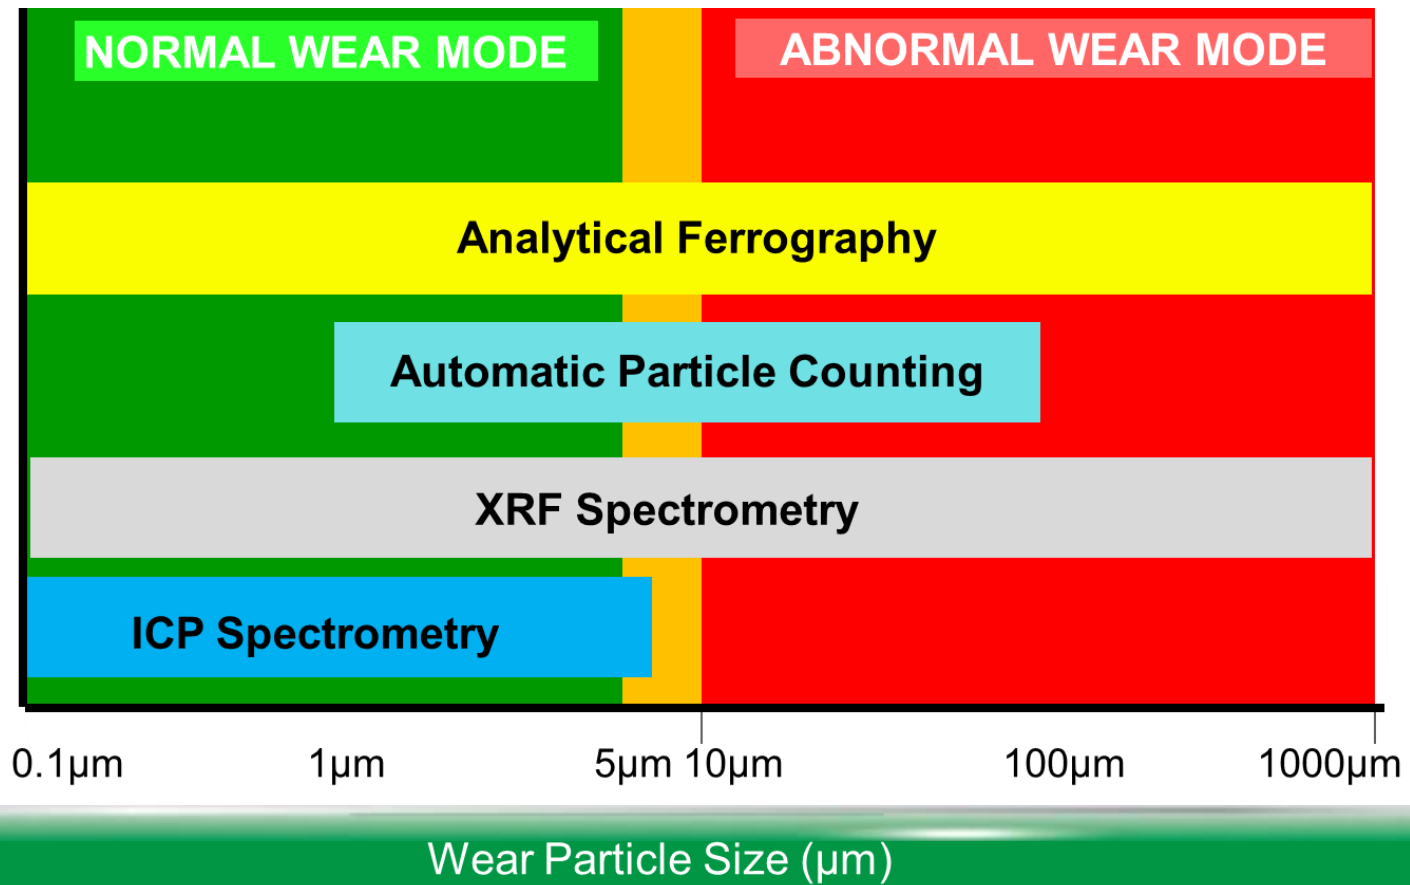 NORMAL WEAR MODE
ABNORMAL WEAR MODE
Analytical Ferrography
Automatic Particle Counting
XRF Spectrometry
ICP Spectrometry
0.1µm 1µm 5µm 10µm 100µm 1000µm
Wear Particle Size (µm)